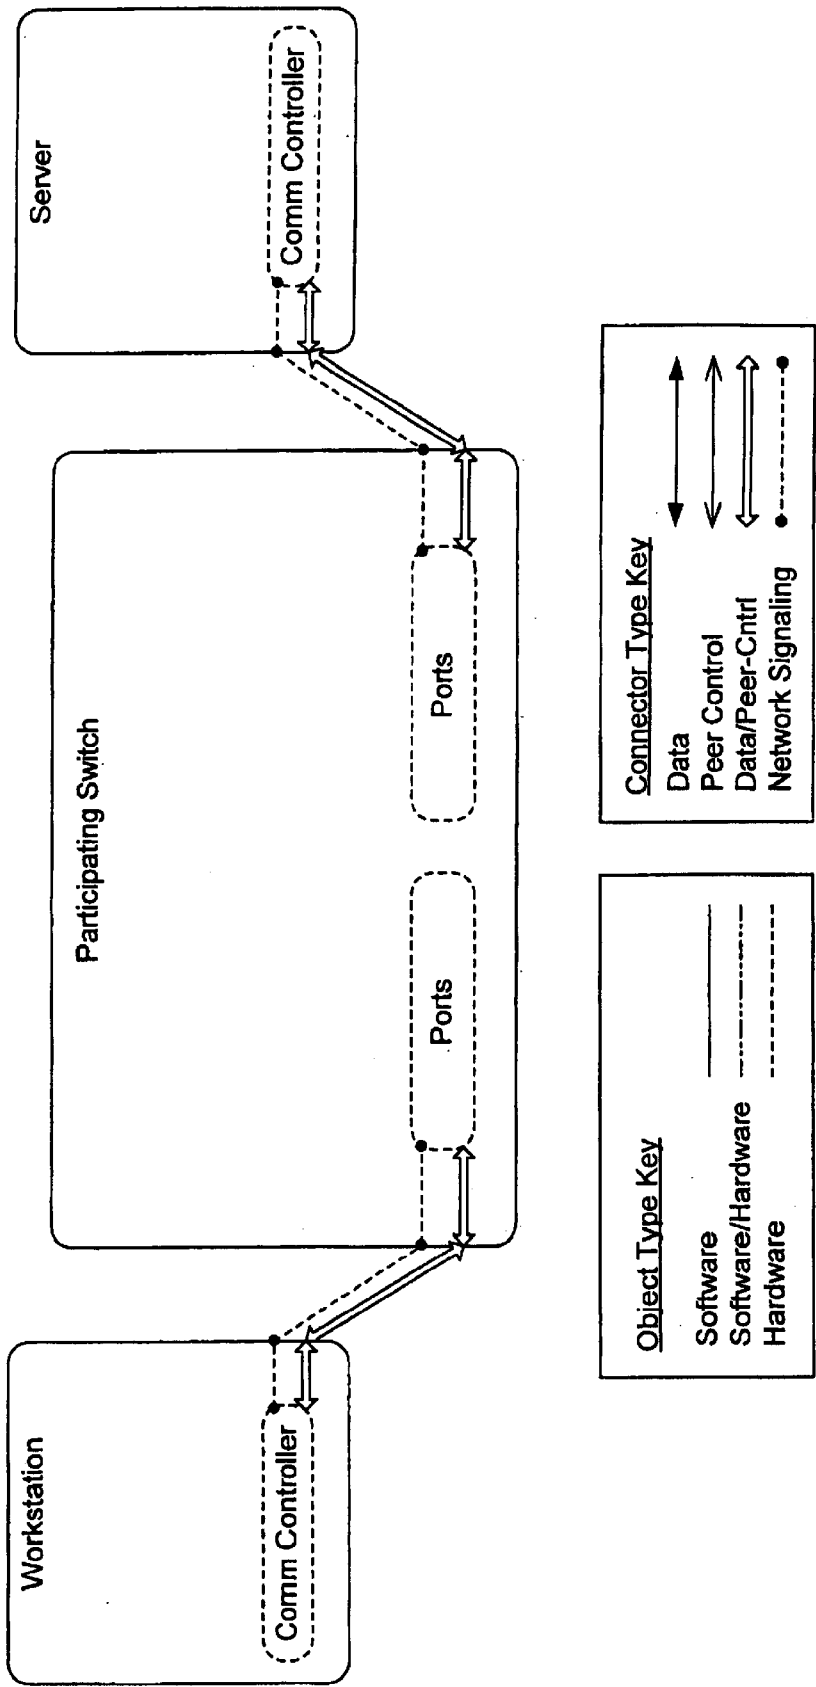 Workstation
Comm Controller
Participating Switch
Ports
Ports
Server
Comm Controller
Object Type Key
Software
Software/Hardware
Hardware
Connector Type Key
Data
Peer Control
Data/Peer-Cntrl
Network Signaling